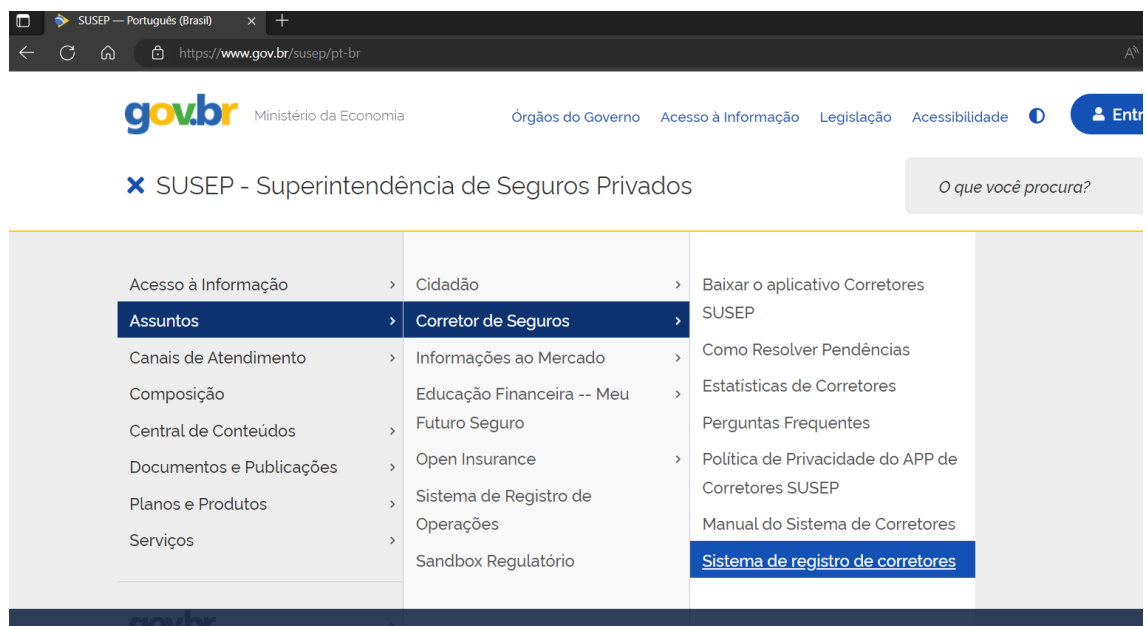 SUSEP — Português (Brasil)
https://www.gov.br/susep/pt-br
gov.br
Ministério da Economia
Órgãos do Governo
Acesso à Informação
Legislação
Acessibilidade
Entr
SUSEP - Superintendência de Seguros Privados
O que você procura?
Acesso à Informação
Assuntos
Canais de Atendimento
Composição
Central de Conteúdos
Documentos e Publicações
Planos e Produtos
Serviços
Cidadão
Corretor de Seguros
Informações ao Mercado
Educação Financeira -- Meu
Futuro Seguro
Open Insurance
Sistema de Registro de
Operações
Sandbox Regulatório
Baixar o aplicativo Corretores
SUSEP
Como Resolver Pendências
Estatísticas de Corretores
Perguntas Frequentes
Política de Privacidade do APP de
Corretores SUSEP
Manual do Sistema de Corretores
Sistema de registro de corretores
gov.br